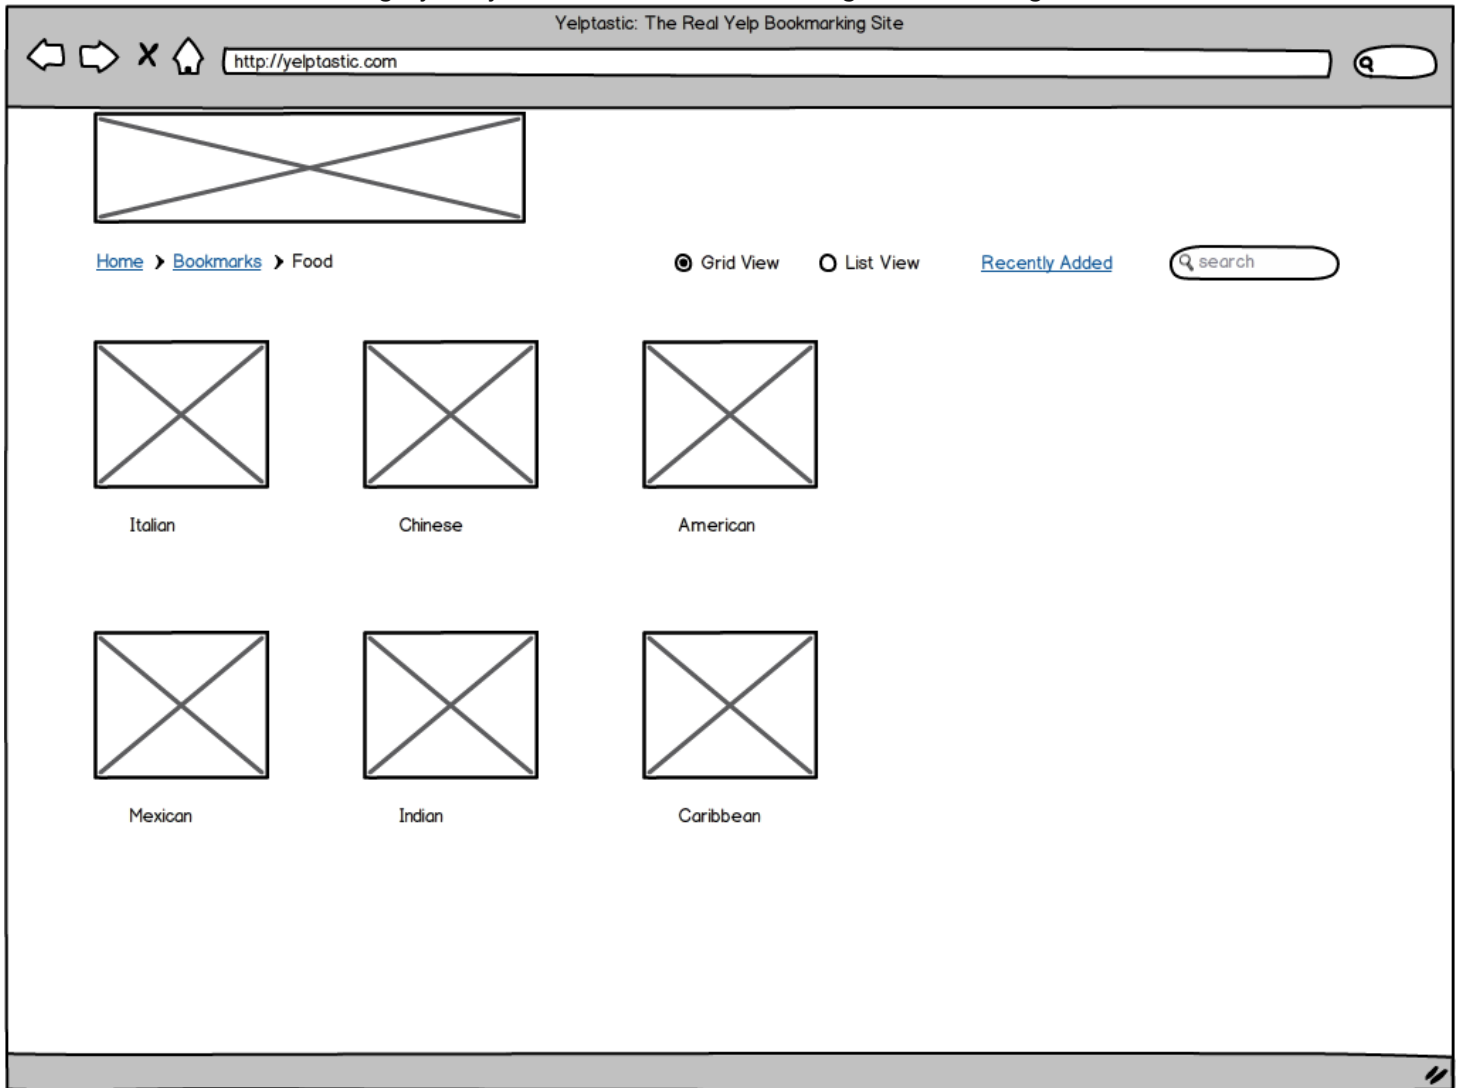 Yelptastic: The Real Yelp Bookmarking Site
http://yelptastic.com
Home > Bookmarks > Food
Grid View
List View
Recently Added
search
Italian
Chinese
American
Mexican
Indian
Caribbean